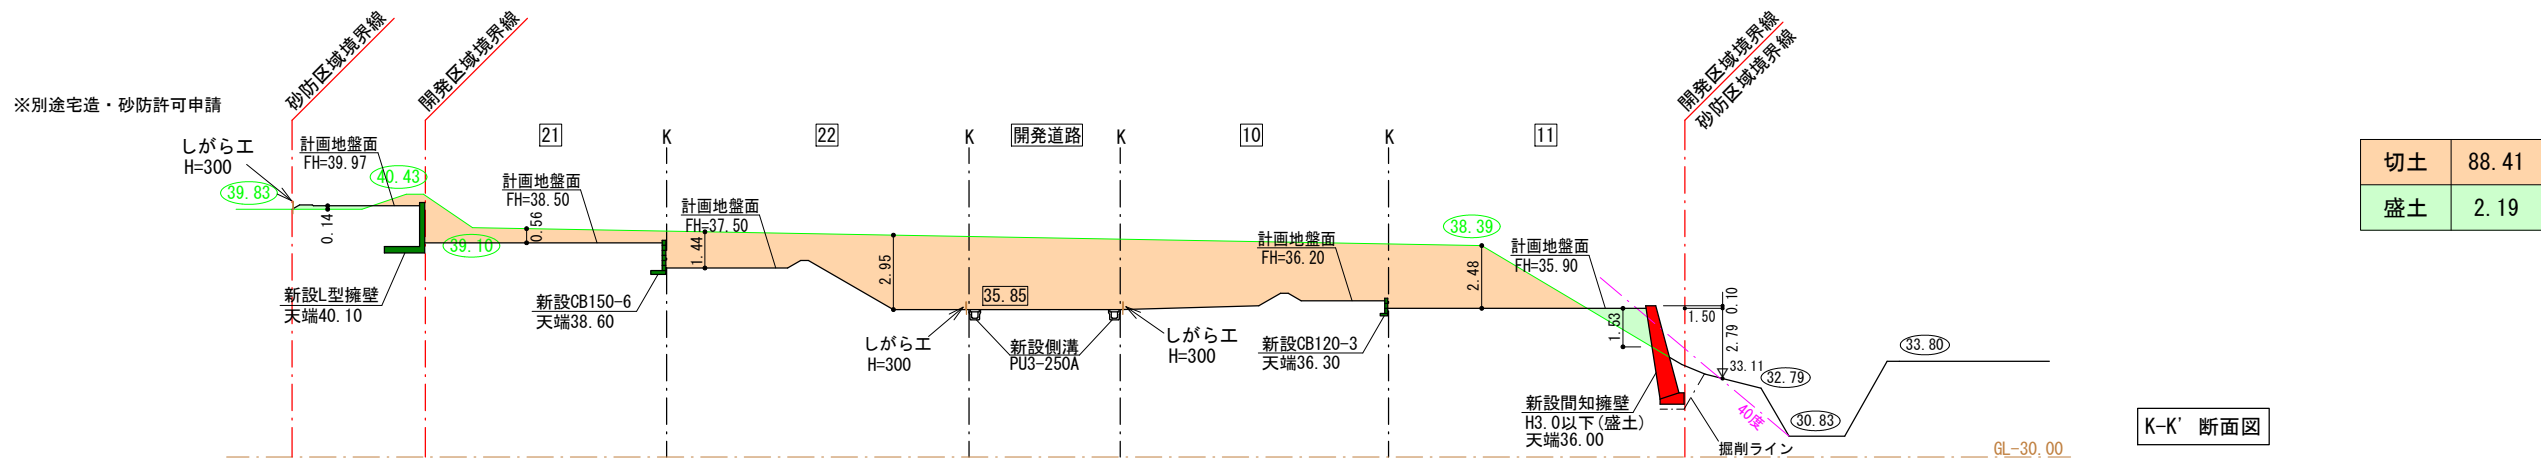 砂防区域境界線
開発区域境界線
開発区域境界線
砂防区域境界線
※別途宅造・砂防許可申請
しがら工
H=300
計画地盤面
FH=39.97
21
K
22
K
開発道路
K
10
K
11
切土 88.41
盛土 2.19
39.83
40.43
0.14
39.10
計画地盤面
FH=38.50
0.56
計画地盤面
FH=37.50
1.44
2.95
35.85
計画地盤面
FH=36.20
38.39
2.48
計画地盤面
FH=35.90
1.53
0.10
1.50
2.79
33.11
32.79
33.80
30.83
40度
新設L型擁壁
天端40.10
新設CB150-6
天端38.60
しがら工
H=300
新設側溝
PU3-250A
しがら工
H=300
新設CB120-3
天端36.30
新設間知擁壁
H3.0以下(盛土)
天端36.00
掘削ライン
GL-30.00
K-K' 断面図